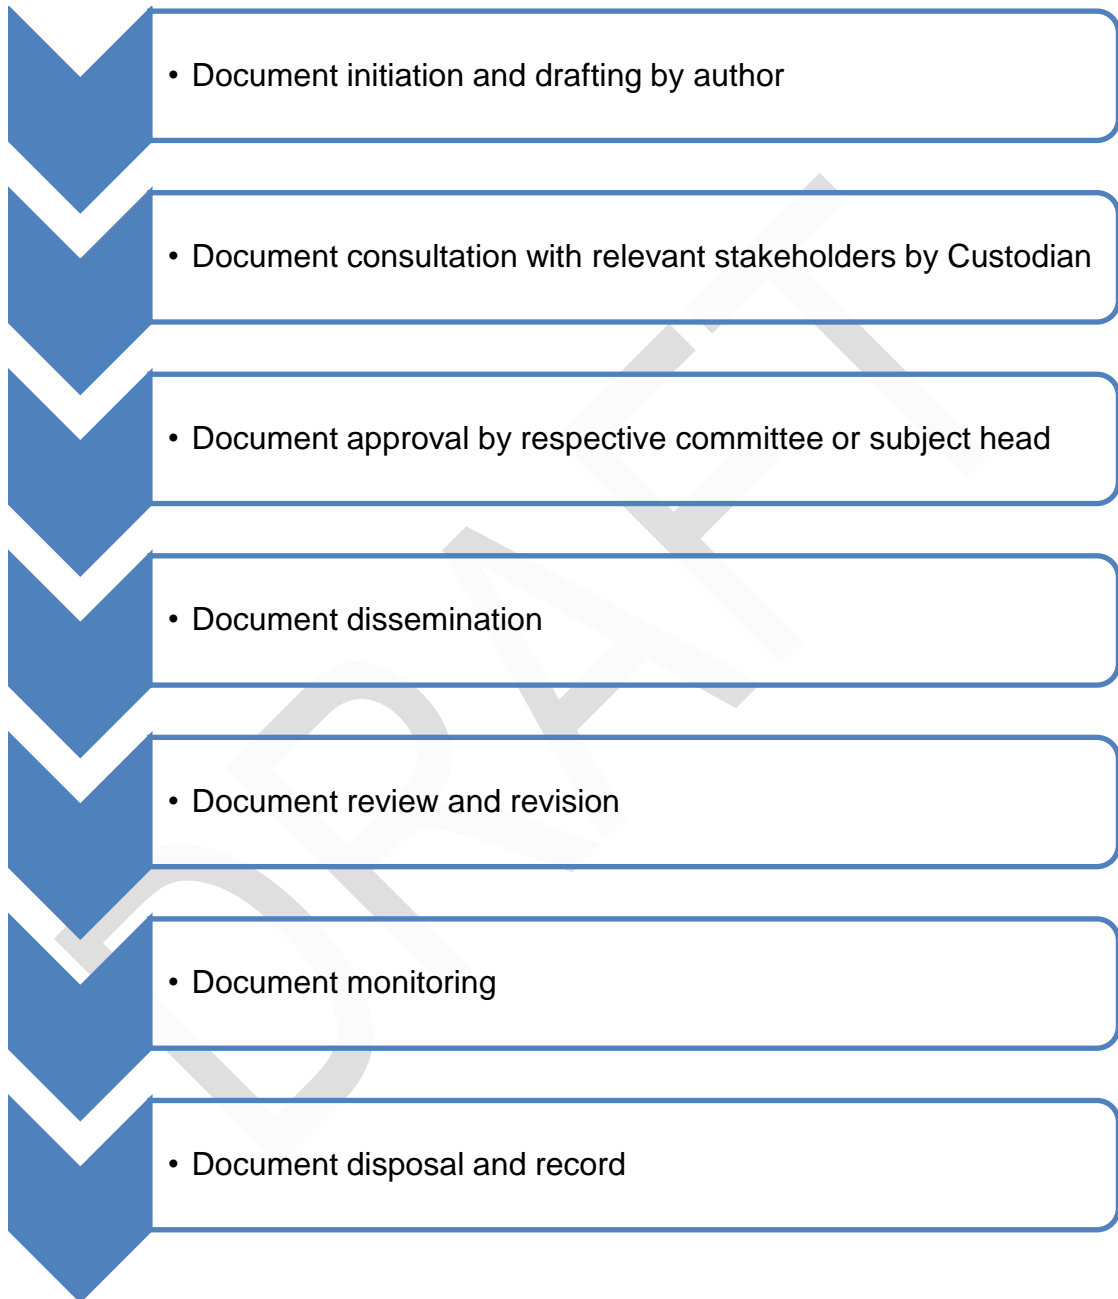 • Document initiation and drafting by author
• Document consultation with relevant stakeholders by Custodian
• Document approval by respective committee or subject head
• Document dissemination
• Document review and revision
• Document monitoring
• Document disposal and record
DRAFT